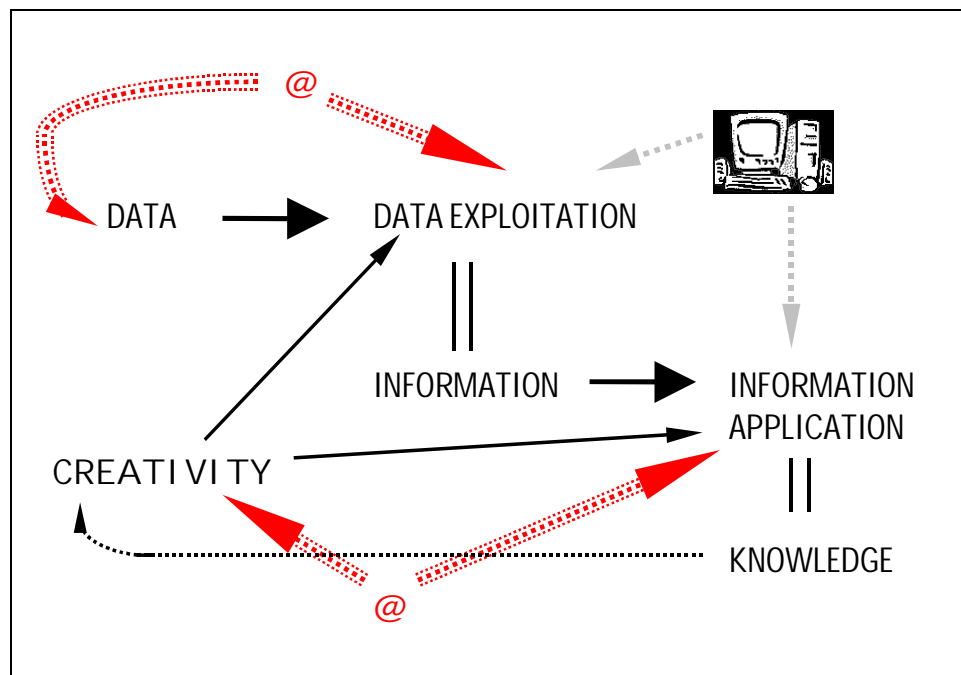 @
DATA
DATA EXPLOITATION
INFORMATION
INFORMATION
APPLICATION
CREATIVITY
KNOWLEDGE
@